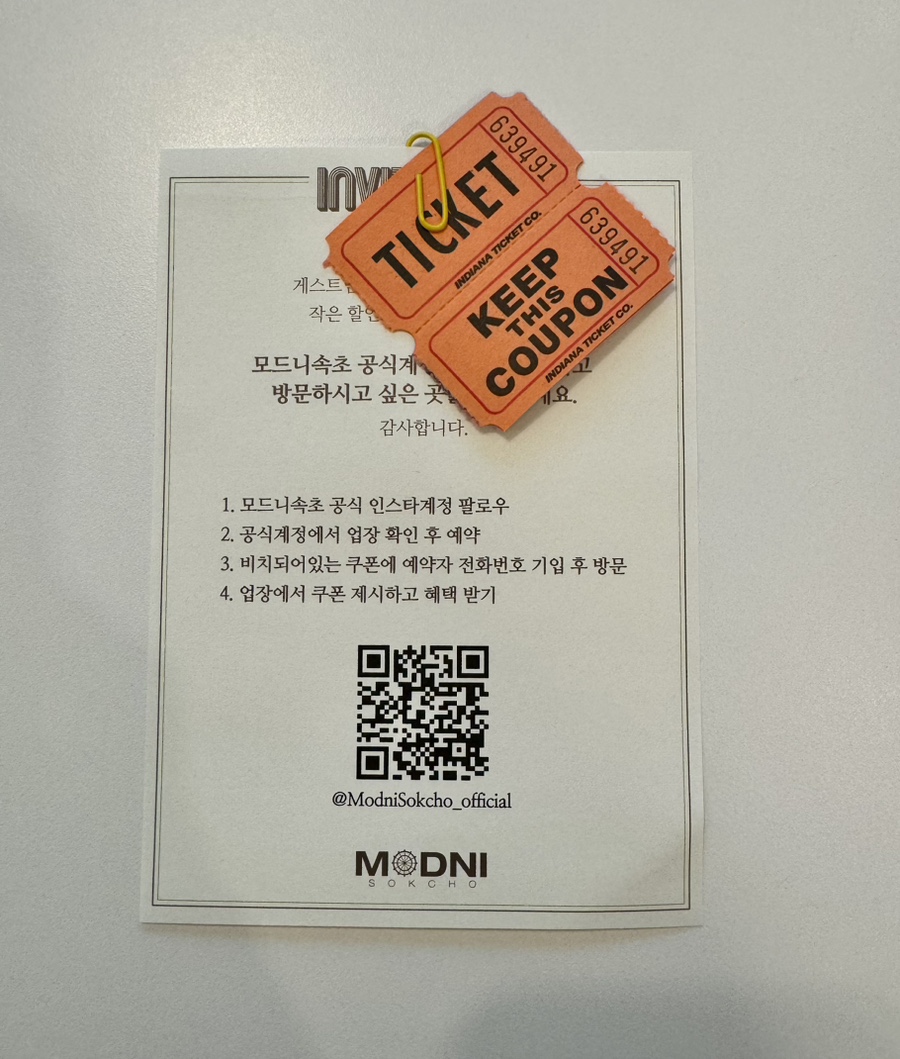 639491
TICKET
INDIANA TICKET CO.
639491
KEEP
THIS
COUPON
INDIANA TICKET CO.
게스트
작은
모드니속초
방문하시고 싶은
감사합니다.
1. 모드니속초 공식 인스타계정 팔로우
2. 공식계정에서 업장 확인 후 예약
3. 비치되어있는 쿠폰에 예약자 전화번호 기입 후 방문
4. 업장에서 쿠폰 제시하고 혜택 받기
@ModniSokcho_official
MODNI
SOKCHO